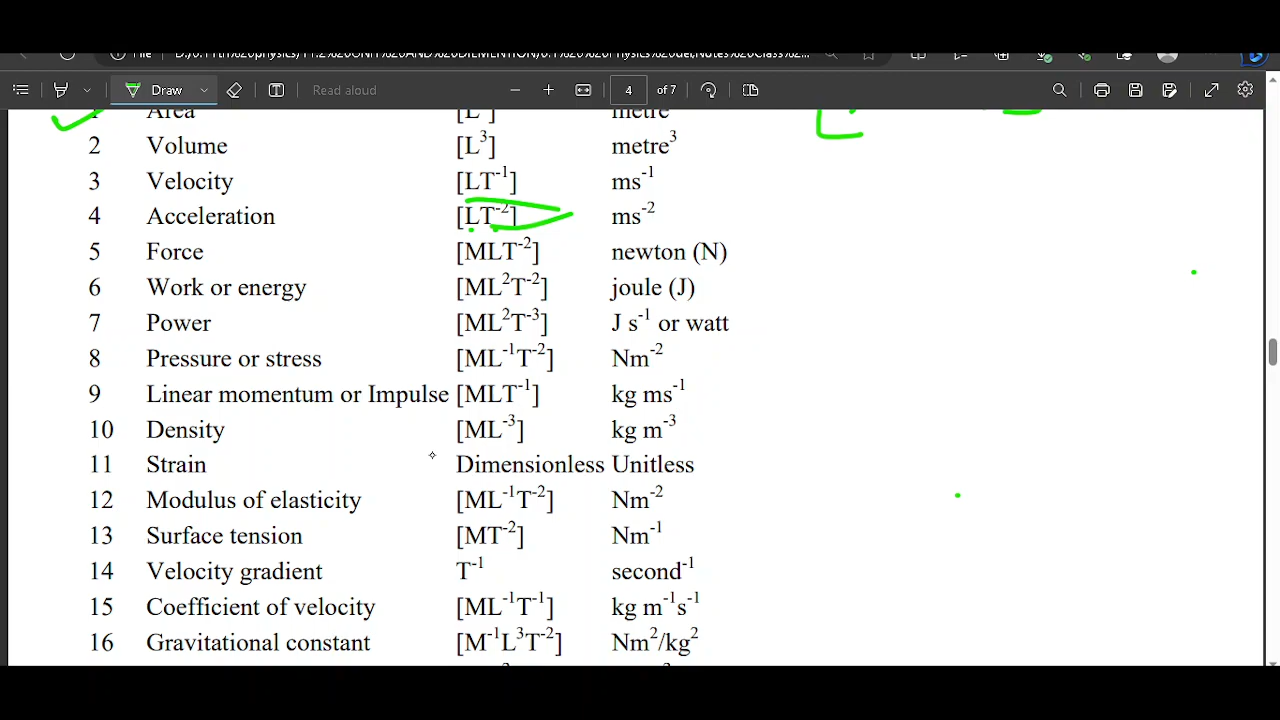 Draw
Read aloud
4
of 7
1 Area [L²] metre²
2 Volume [L³] metre³
3 Velocity [LT⁻¹] ms⁻¹
4 Acceleration [LT⁻²] ms⁻²
5 Force [MLT⁻²] newton (N)
6 Work or energy [ML²T⁻²] joule (J)
7 Power [ML²T⁻³] J s⁻¹ or watt
8 Pressure or stress [ML⁻¹T⁻²] Nm⁻²
9 Linear momentum or Impulse [MLT⁻¹] kg ms⁻¹
10 Density [ML⁻³] kg m⁻³
11 Strain Dimensionless Unitless
12 Modulus of elasticity [ML⁻¹T⁻²] Nm⁻²
13 Surface tension [MT⁻²] Nm⁻¹
14 Velocity gradient T⁻¹ second⁻¹
15 Coefficient of velocity [ML⁻¹T⁻¹] kg m⁻¹s⁻¹
16 Gravitational constant [M⁻¹L³T⁻²] Nm²/kg²